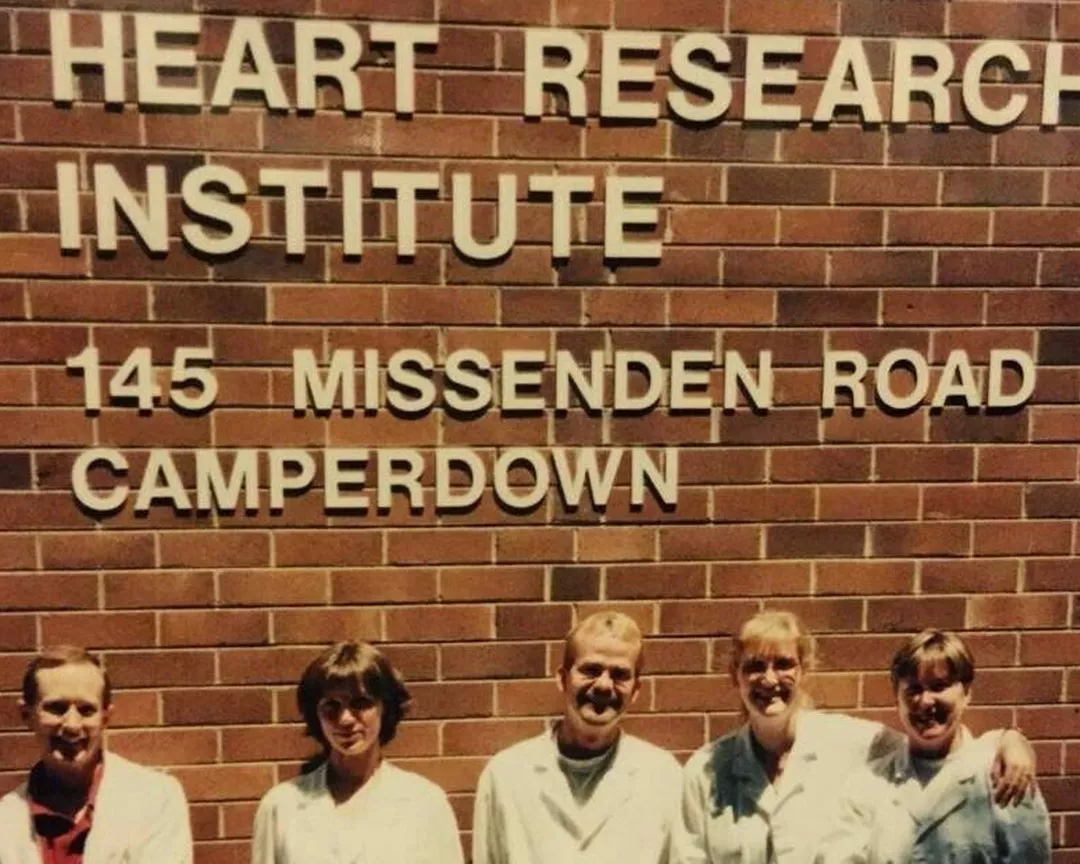 HEART RESEARCH
INSTITUTE
145 MISSENDEN ROAD
CAMPERDOWN